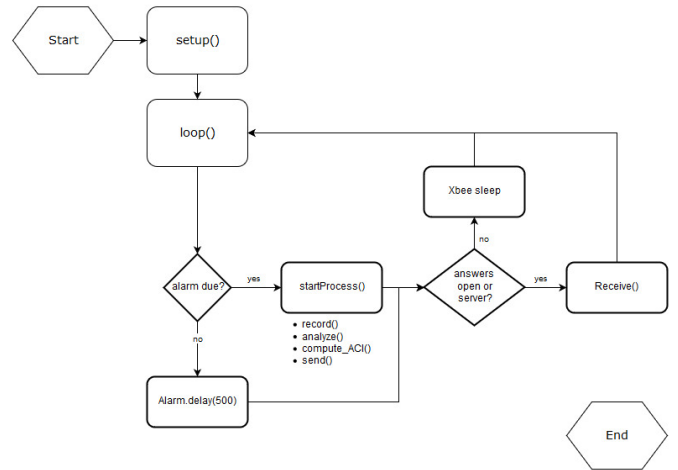 Start
setup()
loop()
Xbee sleep
no
alarm due?
yes
startProcess()
answers
open or
server?
yes
Receive()
record()
analyze()
compute_ACI()
send()
no
Alarm.delay(500)
End